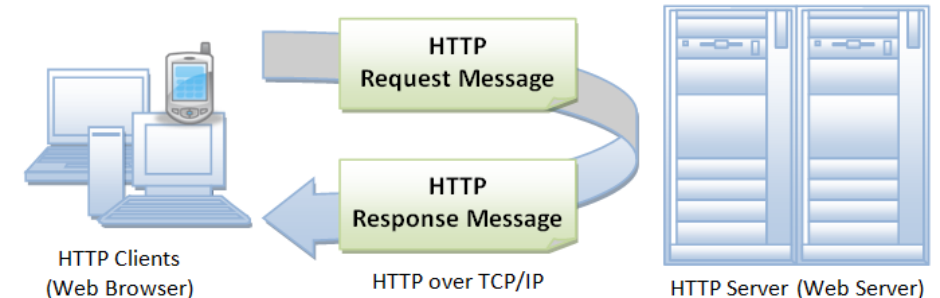 HTTP
Request Message
HTTP
Response Message
HTTP Clients
(Web Browser)
HTTP over TCP/IP
HTTP Server (Web Server)